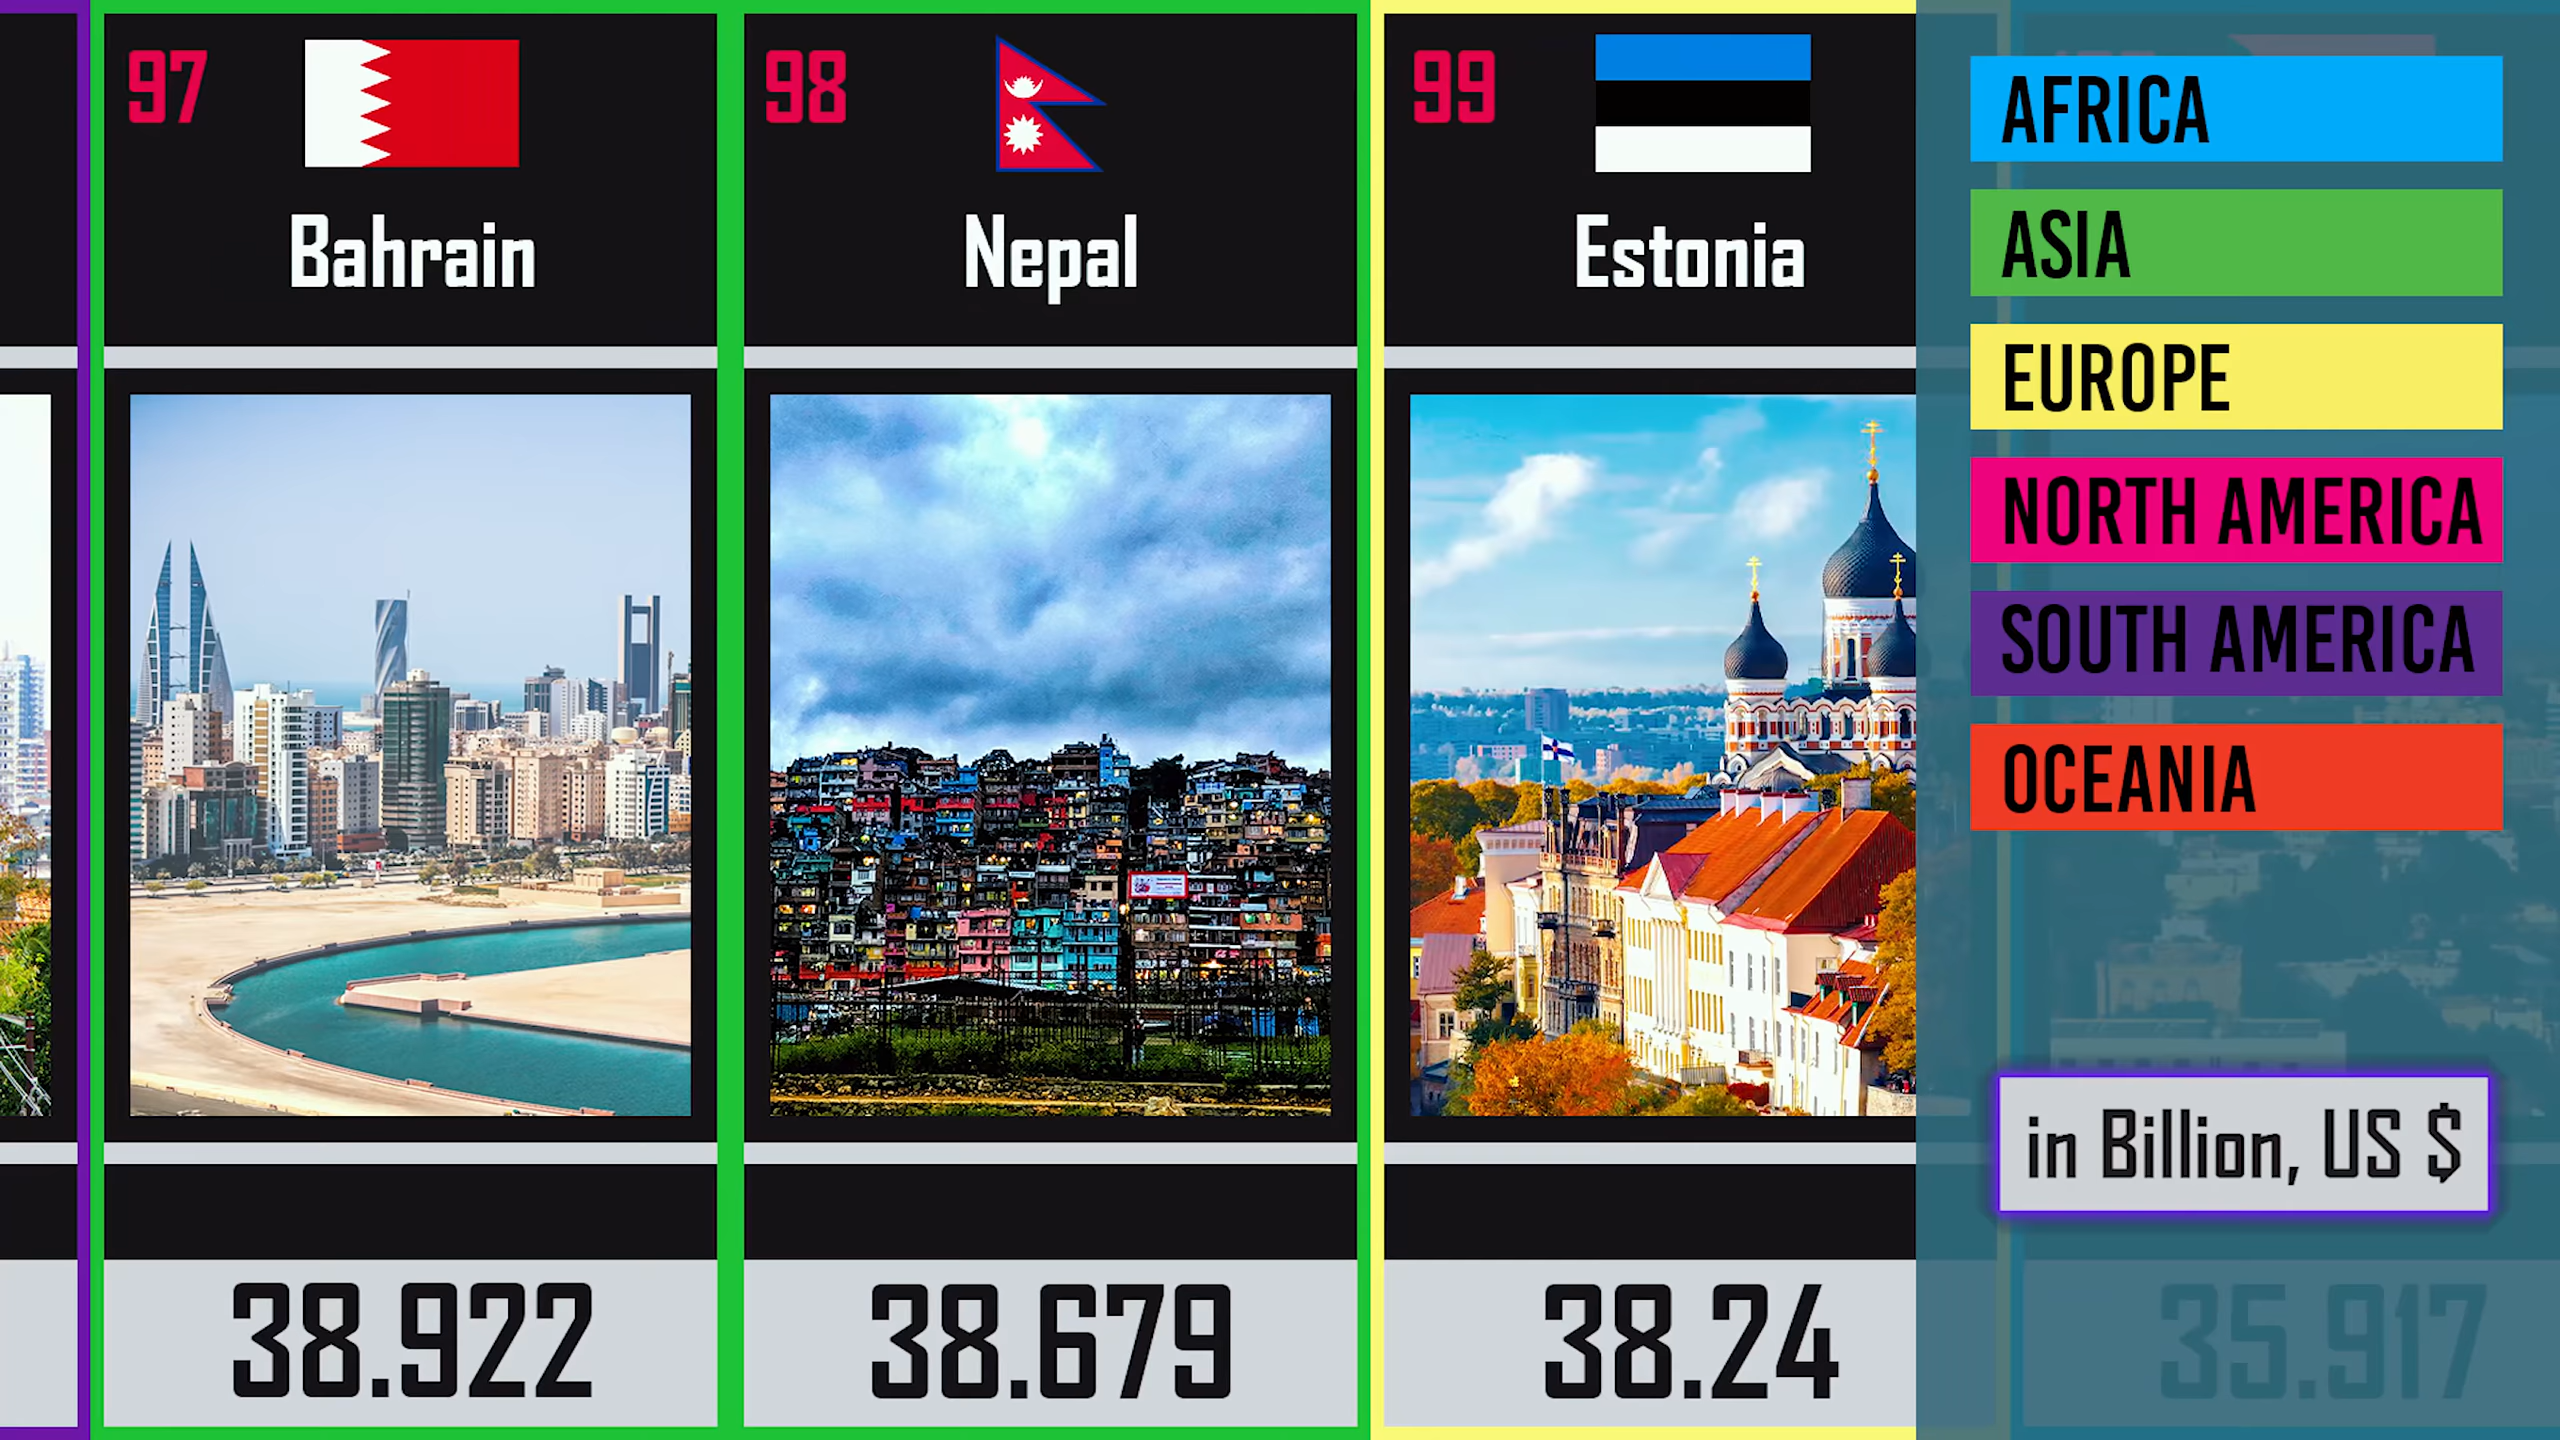 97
Bahrain
38.922
98
Nepal
38.679
99
Estonia
38.24
AFRICA
ASIA
EUROPE
NORTH AMERICA
SOUTH AMERICA
OCEANIA
in Billion, US $
35.917